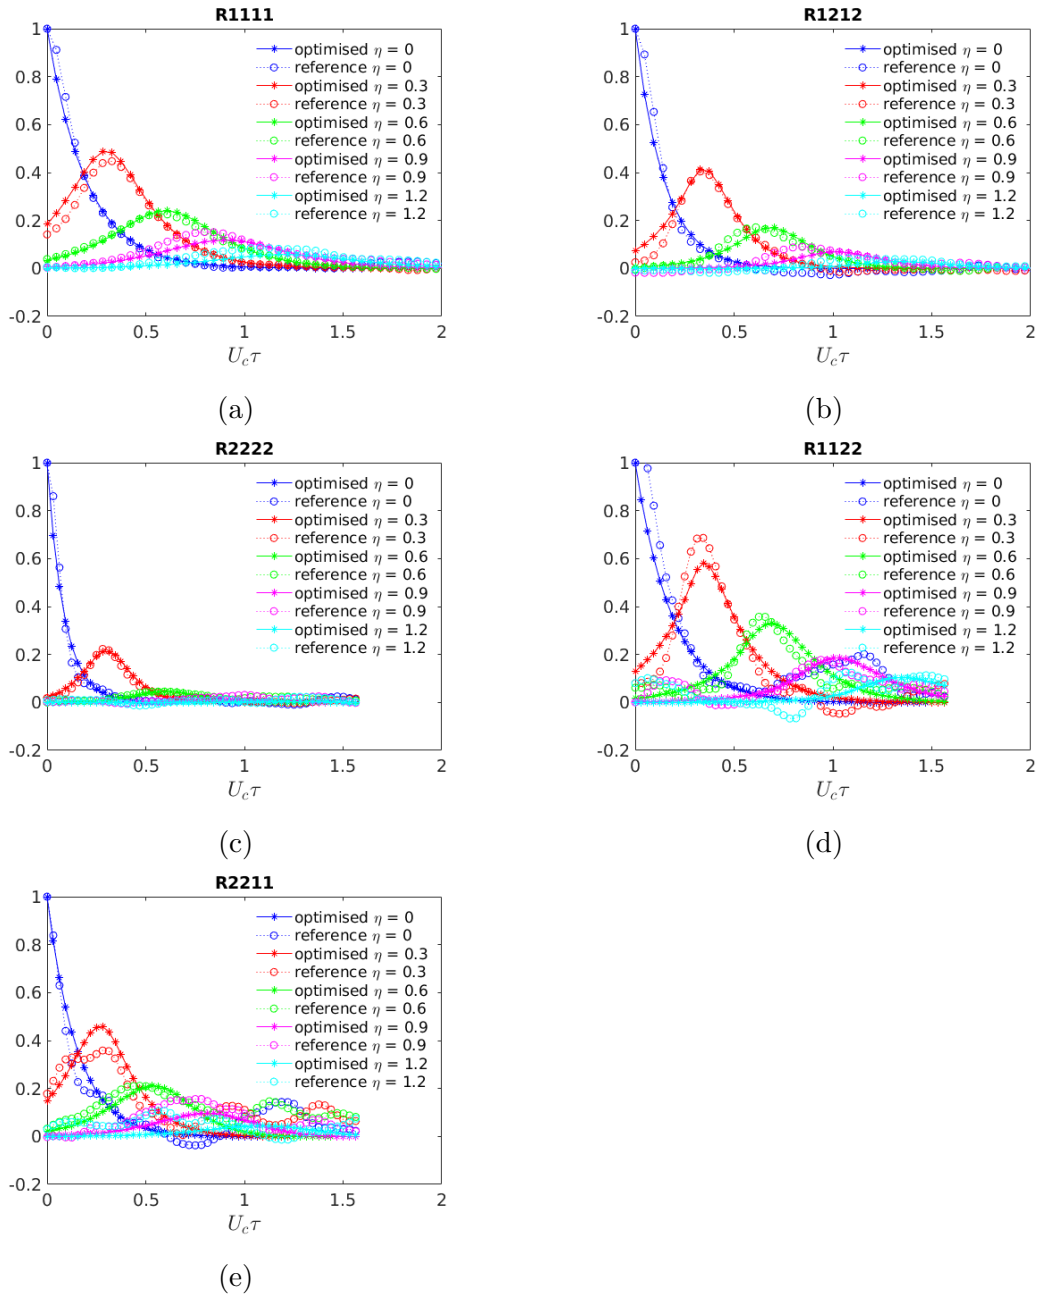 R1111
1
0.8
0.6
0.4
0.2
0
-0.2
0
0.5
1
1.5
2
optimised η = 0
reference η = 0
optimised η = 0.3
reference η = 0.3
optimised η = 0.6
reference η = 0.6
optimised η = 0.9
reference η = 0.9
optimised η = 1.2
reference η = 1.2
U_c τ
(a)
R1212
1
0.8
0.6
0.4
0.2
0
-0.2
0
0.5
1
1.5
2
optimised η = 0
reference η = 0
optimised η = 0.3
reference η = 0.3
optimised η = 0.6
reference η = 0.6
optimised η = 0.9
reference η = 0.9
optimised η = 1.2
reference η = 1.2
U_c τ
(b)
R2222
1
0.8
0.6
0.4
0.2
0
-0.2
0
0.5
1
1.5
2
optimised η = 0
reference η = 0
optimised η = 0.3
reference η = 0.3
optimised η = 0.6
reference η = 0.6
optimised η = 0.9
reference η = 0.9
optimised η = 1.2
reference η = 1.2
U_c τ
(c)
R1122
1
0.8
0.6
0.4
0.2
0
-0.2
0
0.5
1
1.5
2
optimised η = 0
reference η = 0
optimised η = 0.3
reference η = 0.3
optimised η = 0.6
reference η = 0.6
optimised η = 0.9
reference η = 0.9
optimised η = 1.2
reference η = 1.2
U_c τ
(d)
R2211
1
0.8
0.6
0.4
0.2
0
-0.2
0
0.5
1
1.5
2
optimised η = 0
reference η = 0
optimised η = 0.3
reference η = 0.3
optimised η = 0.6
reference η = 0.6
optimised η = 0.9
reference η = 0.9
optimised η = 1.2
reference η = 1.2
U_c τ
(e)